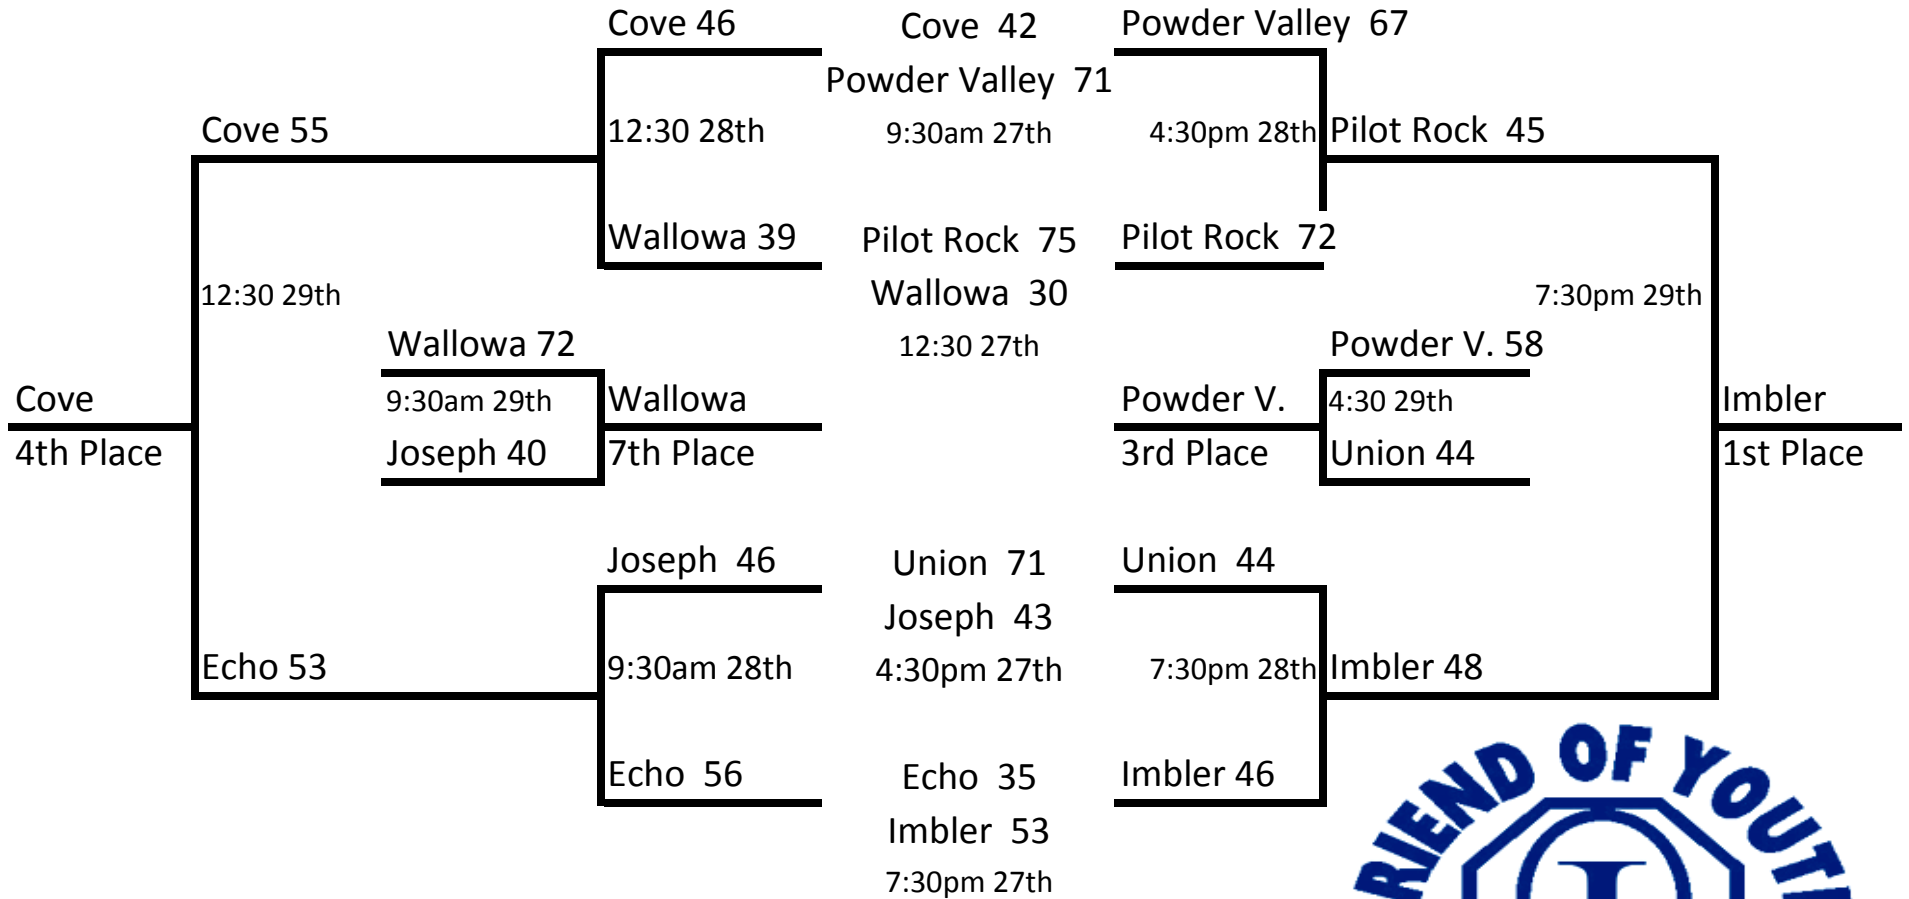 Cove 46
Cove  42
Powder Valley  67
Powder Valley  71
Cove 55
12:30 28th
9:30am 27th
4:30pm 28th
Pilot Rock  45
Wallowa 39
Pilot Rock  75
Pilot Rock  72
12:30 29th
Wallowa  30
7:30pm 29th
Wallowa 72
12:30 27th
Powder V. 58
Cove
9:30am 29th
Wallowa
Powder V.
4:30 29th
Imbler
4th Place
Joseph 40
7th Place
3rd Place
Union 44
1st Place
Joseph  46
Union  71
Union  44
Joseph  43
Echo 53
9:30am 28th
4:30pm 27th
7:30pm 28th
Imbler 48
Echo  56
Echo  35
Imbler 46
Imbler  53
7:30pm 27th
RIEND OF YOUT